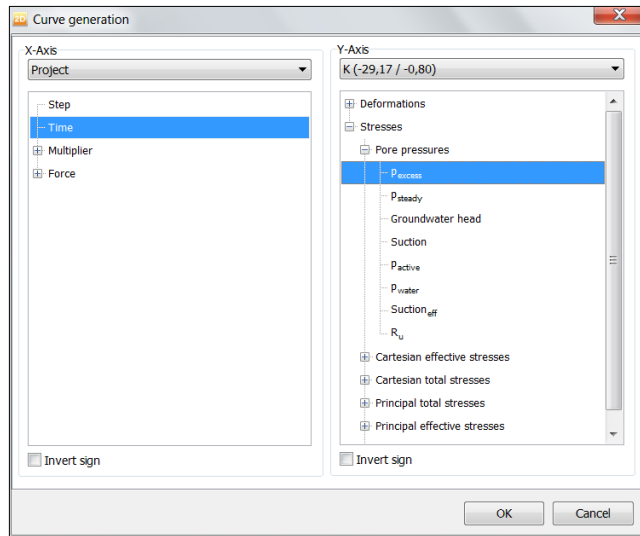 2D Curve generation
X-Axis
Project
Step
Time
Multiplier
Force
Invert sign
Y-Axis
K (-29,17 / -0,80)
Deformations
Stresses
Pore pressures
Pexcess
Psteady
Groundwater head
Suction
Pactive
Pwater
Suctioneff
Ru
Cartesian effective stresses
Cartesian total stresses
Principal total stresses
Principal effective stresses
Invert sign
OK Cancel